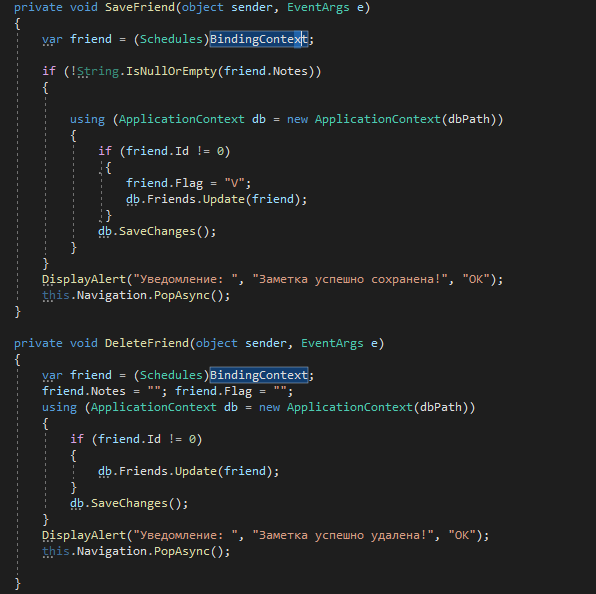 private void SaveFriend(object sender, EventArgs e)
{
var friend = (Schedules)BindingContext;
if (!String.IsNullOrEmpty(friend.Notes))
{
using (ApplicationContext db = new ApplicationContext(dbPath))
{
if (friend.Id != 0)
{
friend.Flag = "V";
db.Friends.Update(friend);
}
db.SaveChanges();
}
}
DisplayAlert("Уведомление: ", "Заметка успешно сохранена!", "ОК");
this.Navigation.PopAsync();
}
private void DeleteFriend(object sender, EventArgs e)
{
var friend = (Schedules)BindingContext;
friend.Notes = ""; friend.Flag = "";
using (ApplicationContext db = new ApplicationContext(dbPath))
{
if (friend.Id != 0)
{
db.Friends.Update(friend);
}
db.SaveChanges();
}
DisplayAlert("Уведомление: ", "Заметка успешно удалена!", "ОК");
this.Navigation.PopAsync();
}